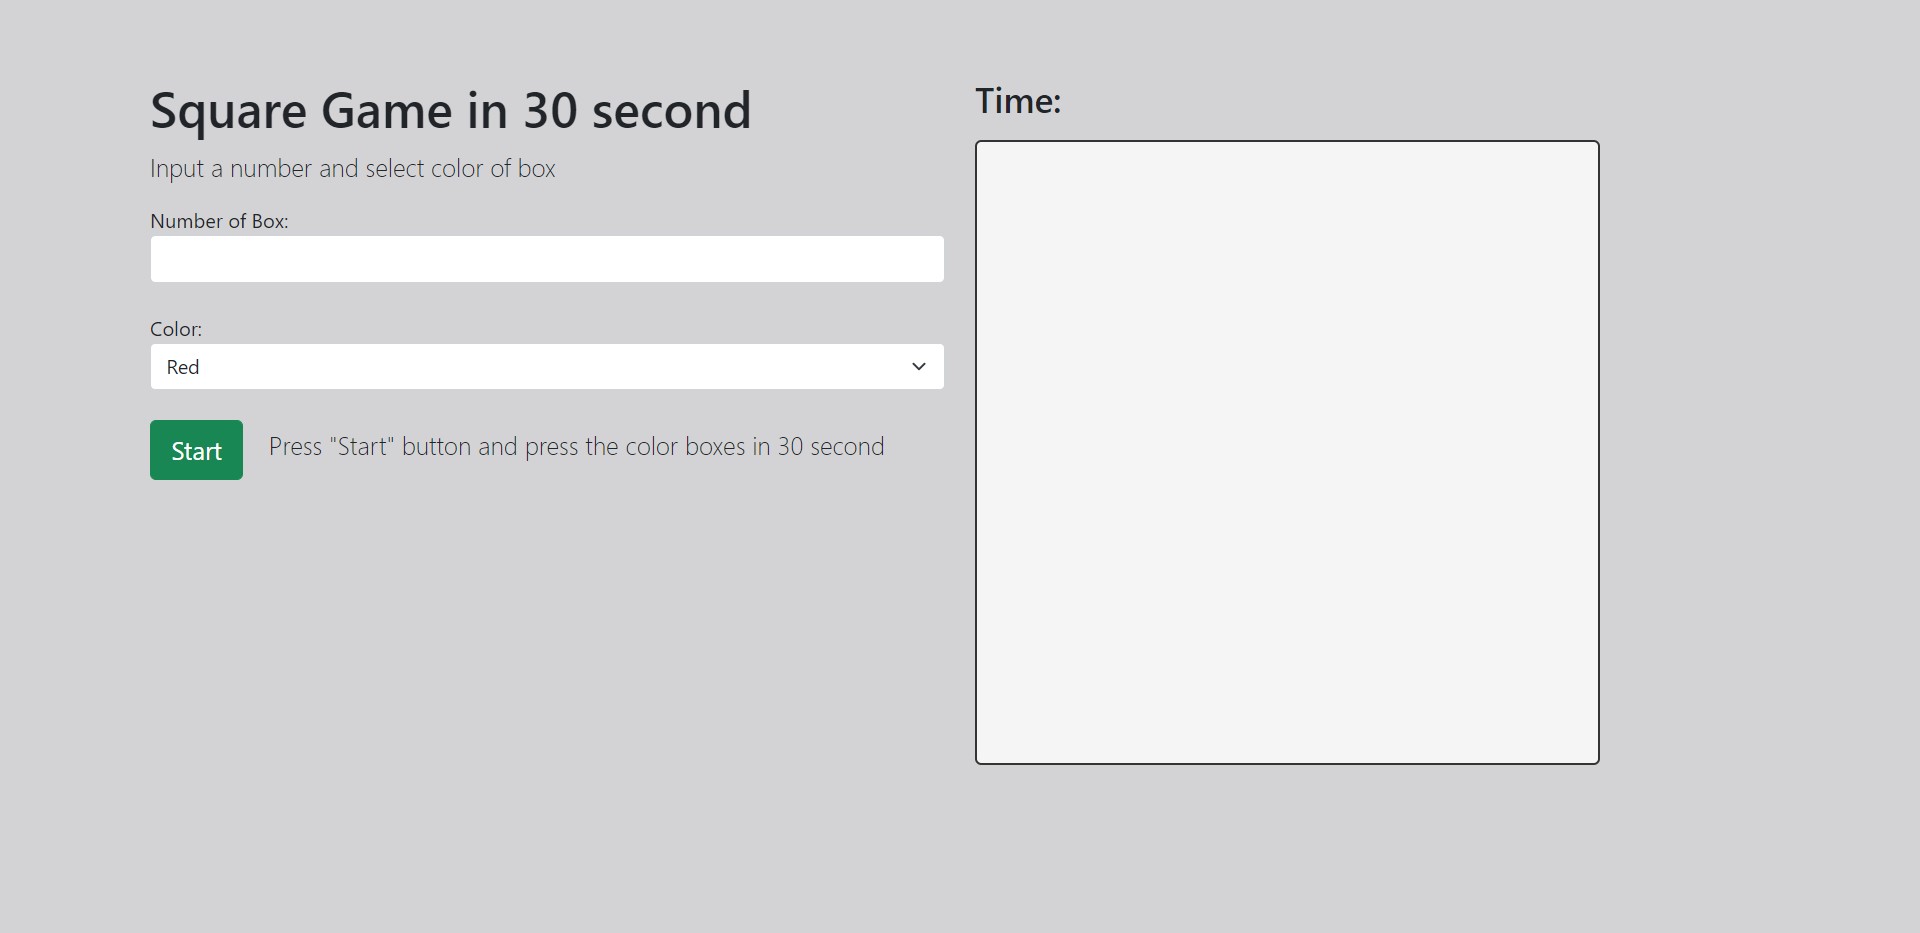 Square Game in 30 second
Input a number and select color of box
Number of Box:
Color:
Red
Start
Press "Start" button and press the color boxes in 30 second
Time: